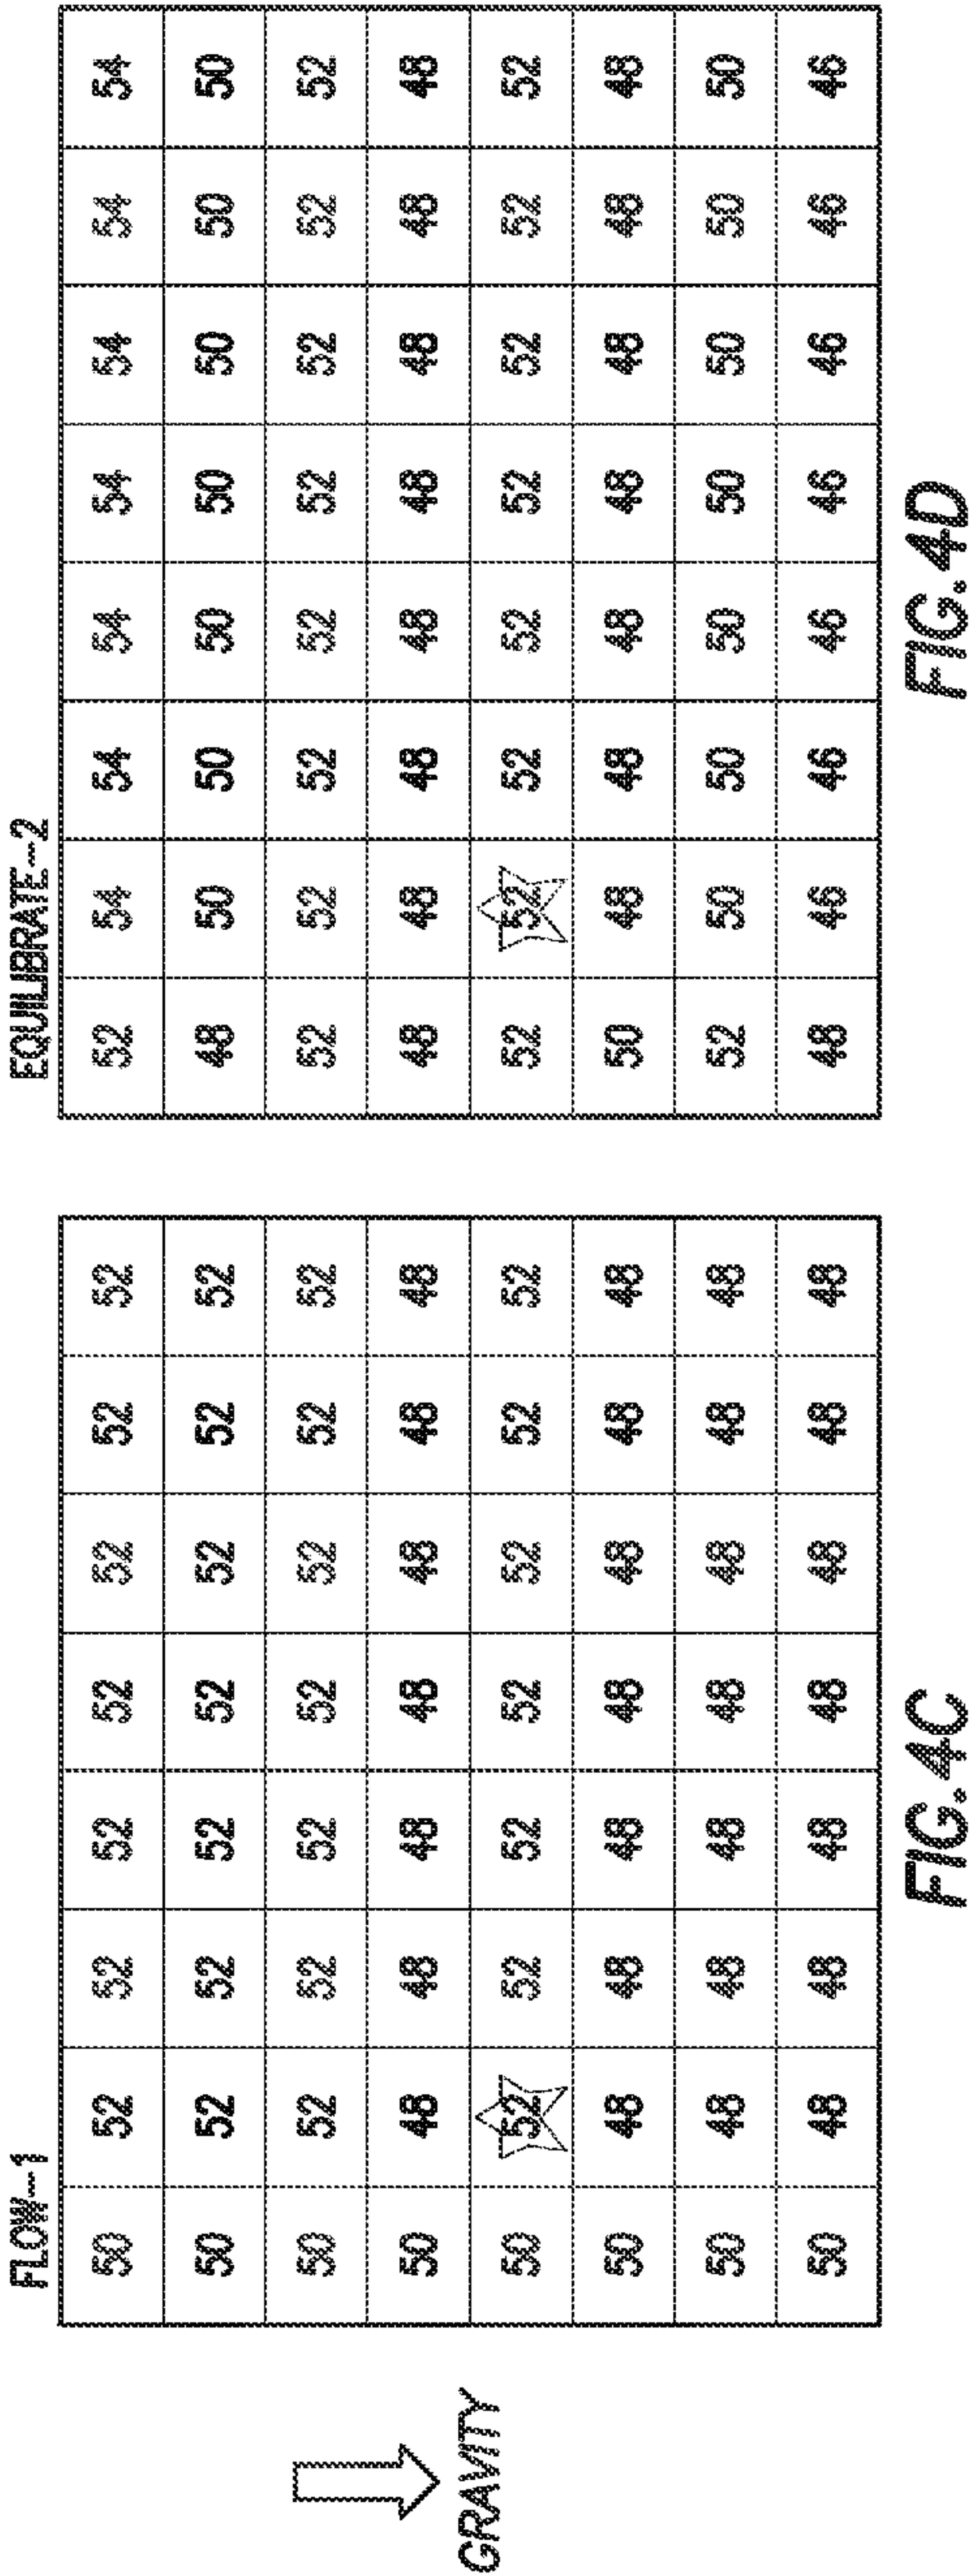 GRAVITY
FLOW-1
50 52 52 52 52 52 52 52
50 52 52 52 52 52 52 52
50 52 52 52 52 52 52 52
50 48 48 48 48 48 48 48
50 52 52 52 52 52 52 52
50 48 48 48 48 48 48 48
50 48 48 48 48 48 48 48
50 48 48 48 48 48 48 48
FIG. 4C
EQUILIBRATE-2
52 54 54 54 54 54 54 54
48 50 50 50 50 50 50 50
52 52 52 52 52 52 52 52
48 48 48 48 48 48 48 48
52 52 52 52 52 52 52 52
50 48 48 48 48 48 48 48
52 50 50 50 50 50 50 50
48 46 46 46 46 46 46 46
FIG. 4D